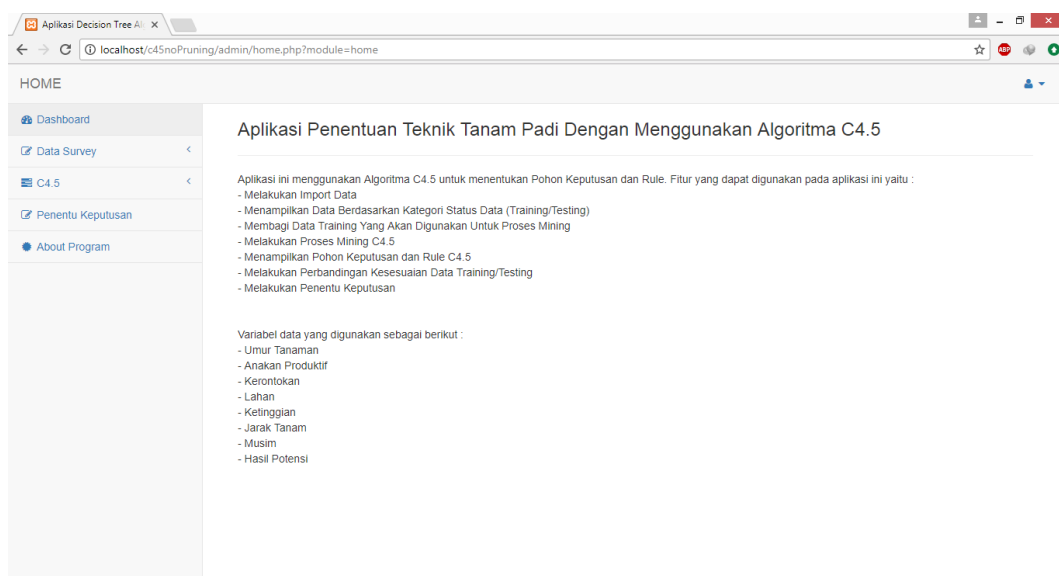 Aplikasi Decision Tree Al
localhost/c45noPruning/admin/home.php?module=home
ABP
HOME
Dashboard
Data Survey
C4.5
Penentu Keputusan
About Program
Aplikasi Penentuan Teknik Tanam Padi Dengan Menggunakan Algoritma C4.5
Aplikasi ini menggunakan Algoritma C4.5 untuk menentukan Pohon Keputusan dan Rule. Fitur yang dapat digunakan pada aplikasi ini yaitu :
- Melakukan Import Data
- Menampilkan Data Berdasarkan Kategori Status Data (Training/Testing)
- Membagi Data Training Yang Akan Digunakan Untuk Proses Mining
- Melakukan Proses Mining C4.5
- Menampilkan Pohon Keputusan dan Rule C4.5
- Melakukan Perbandingan Kesesuaian Data Training/Testing
- Melakukan Penentu Keputusan
Variabel data yang digunakan sebagai berikut :
- Umur Tanaman
- Anakan Produktif
- Kerontokan
- Lahan
- Ketinggian
- Jarak Tanam
- Musim
- Hasil Potensi